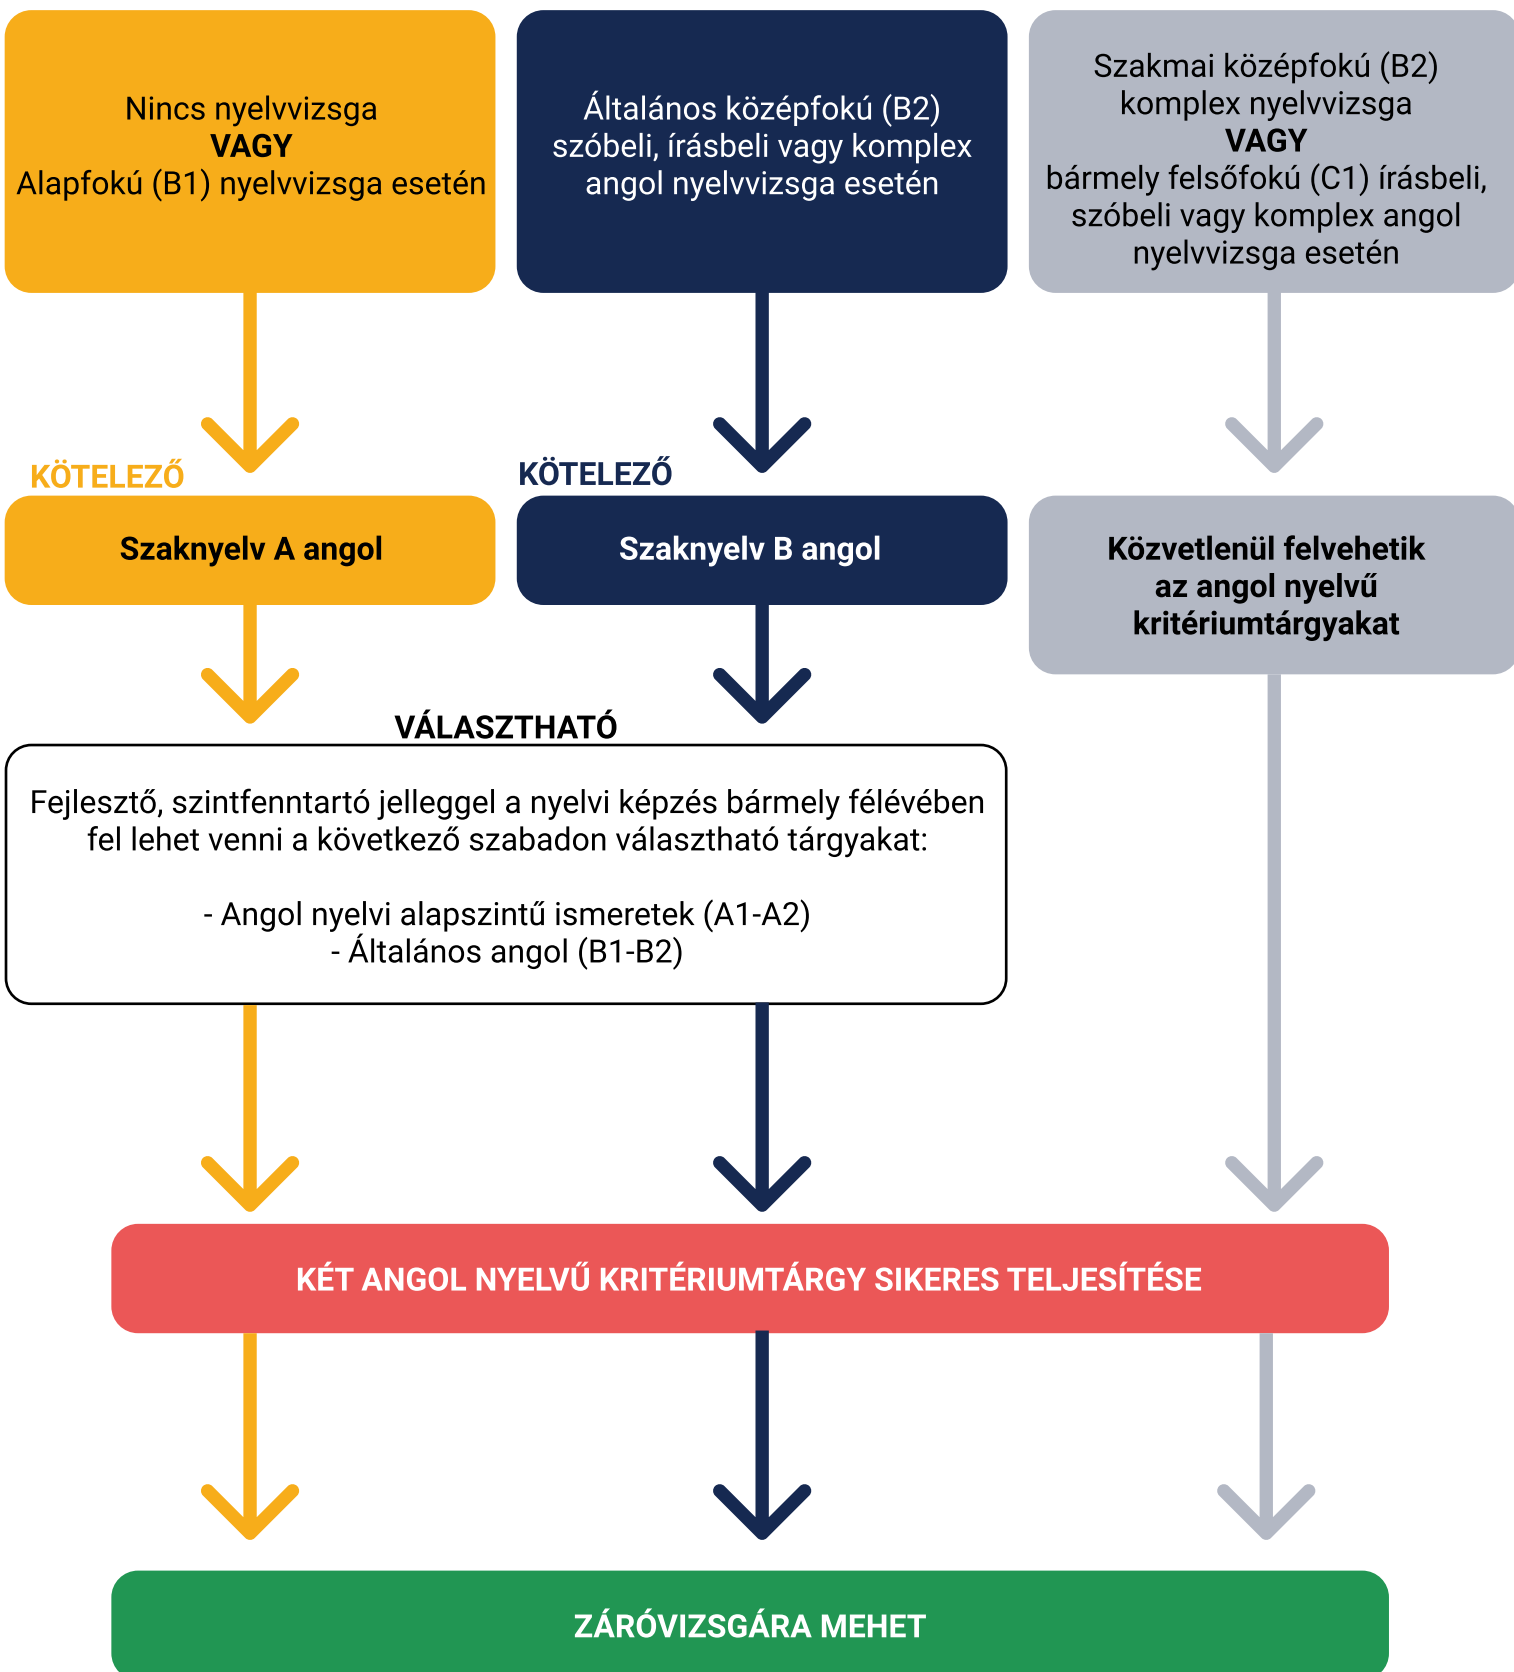 Nincs nyelvvizsga
VAGY
Alapfokú (B1) nyelvvizsga esetén
Általános középfokú (B2)
szóbeli, írásbeli vagy komplex
angol nyelvvizsga esetén
Szakmai középfokú (B2)
komplex nyelvvizsga
VAGY
bármely felsőfokú (C1) írásbeli,
szóbeli vagy komplex angol
nyelvvizsga esetén
KÖTELEZŐ
Szaknyelv A angol
KÖTELEZŐ
Szaknyelv B angol
Közvetlenül felvehetik
az angol nyelvű
kritériumtárgyakat
VÁLASZTHATÓ
Fejlesztő, szintfenntartó jelleggel a nyelvi képzés bármely félévében
fel lehet venni a következő szabadon választható tárgyakat:
- Angol nyelvi alapszintű ismeretek (A1-A2)
- Általános angol (B1-B2)
KÉT ANGOL NYELVŰ KRITÉRIUMTÁRGY SIKERES TELJESÍTÉSE
ZÁRÓVIZSGÁRA MEHET